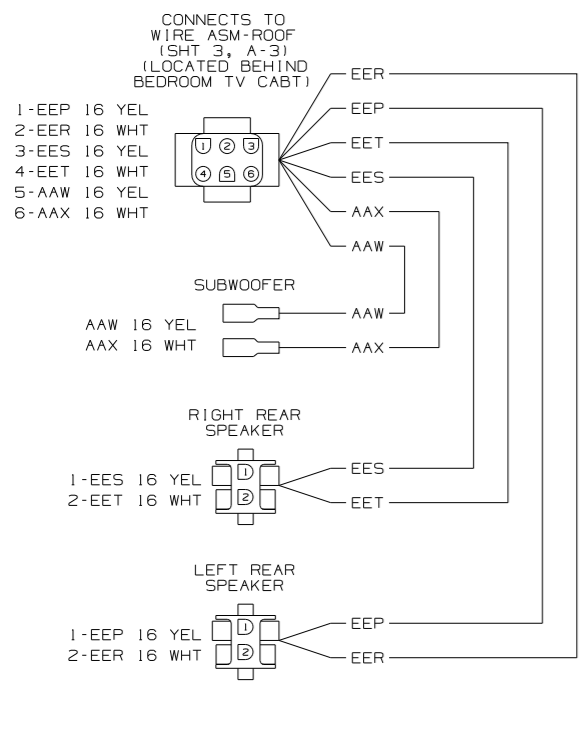 CONNECTS TO
WIRE ASM-ROOF
(SHT 3, A-3)
(LOCATED BEHIND
BEDROOM TV CABT)
1-EEP 16 YEL
2-EER 16 WHT
3-EES 16 YEL
4-EET 16 WHT
5-AAW 16 YEL
6-AAX 16 WHT
1 2 3
4 5 6
EER
EEP
EET
EES
AAX
AAW
SUBWOOFER
AAW 16 YEL
AAX 16 WHT
AAW
AAX
RIGHT REAR
SPEAKER
1-EES 16 YEL
2-EET 16 WHT
1
2
EES
EET
LEFT REAR
SPEAKER
1-EEP 16 YEL
2-EER 16 WHT
1
2
EEP
EER